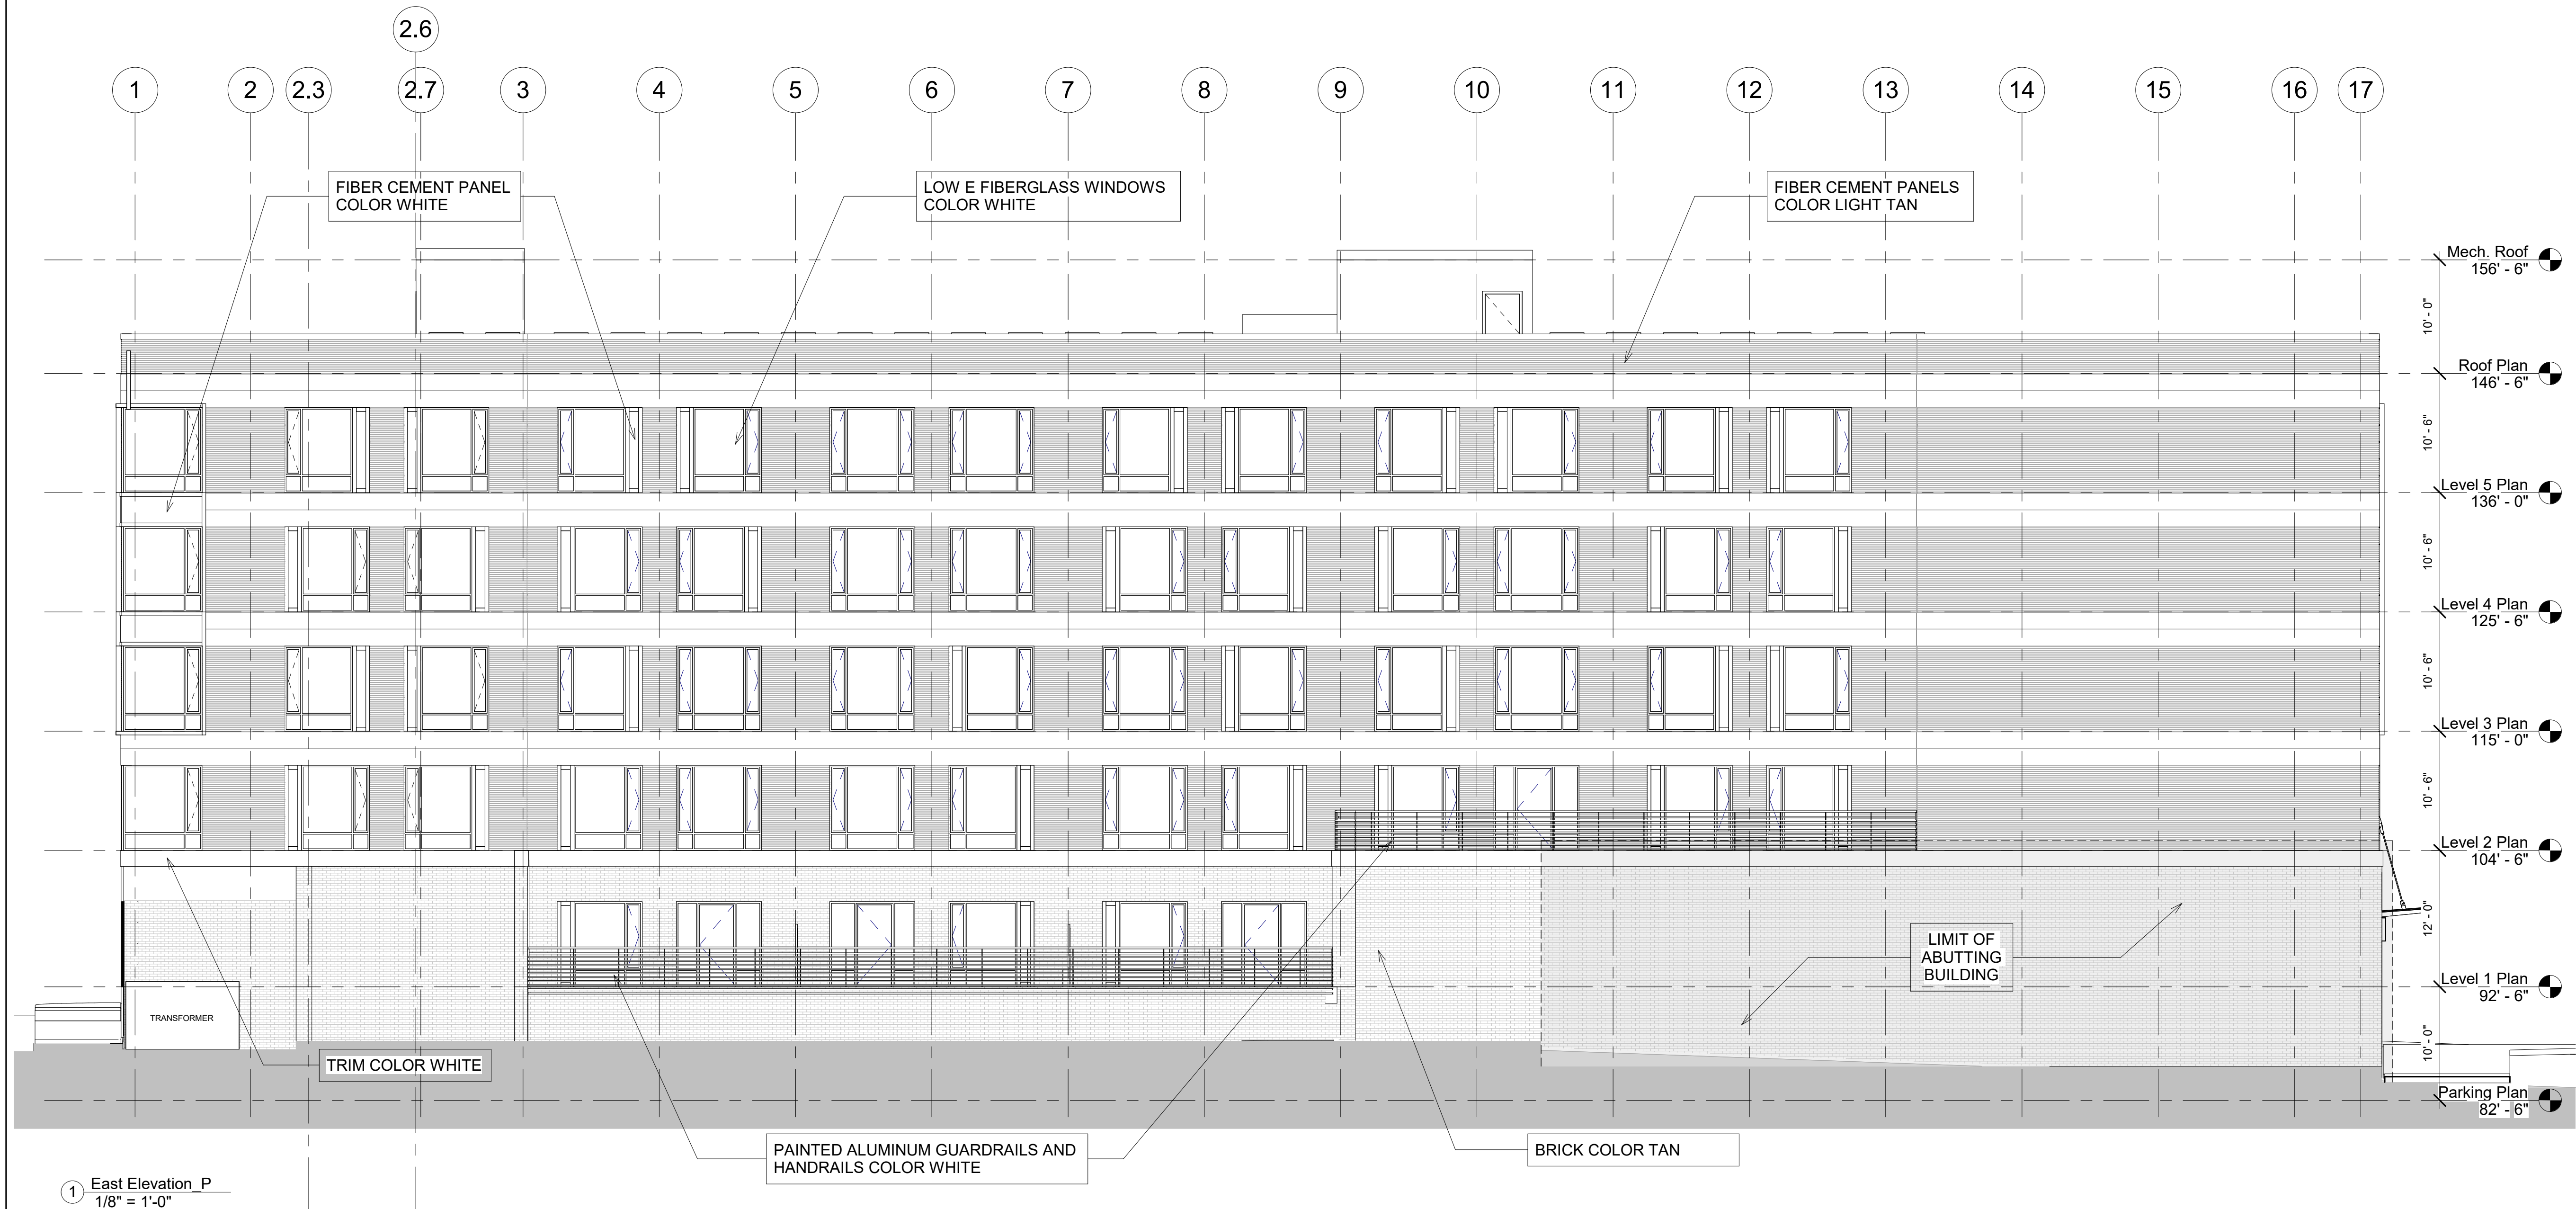 2.6
1
2
2.3
2.7
3
4
5
6
7
8
9
10
11
12
13
14
15
16
17
FIBER CEMENT PANEL
COLOR WHITE
LOW E FIBERGLASS WINDOWS
COLOR WHITE
FIBER CEMENT PANELS
COLOR LIGHT TAN
Mech. Roof
156' - 6"
10' - 0"
Roof Plan
146' - 6"
10' - 6"
Level 5 Plan
136' - 0"
10' - 6"
Level 4 Plan
125' - 6"
10' - 6"
Level 3 Plan
115' - 0"
10' - 6"
Level 2 Plan
104' - 6"
12' - 0"
LIMIT OF
ABUTTING
BUILDING
Level 1 Plan
92' - 6"
TRANSFORMER
10' - 0"
TRIM COLOR WHITE
Parking Plan
82' - 6"
PAINTED ALUMINUM GUARDRAILS AND
HANDRAILS COLOR WHITE
BRICK COLOR TAN
1
East Elevation_P
1/8" = 1'-0"